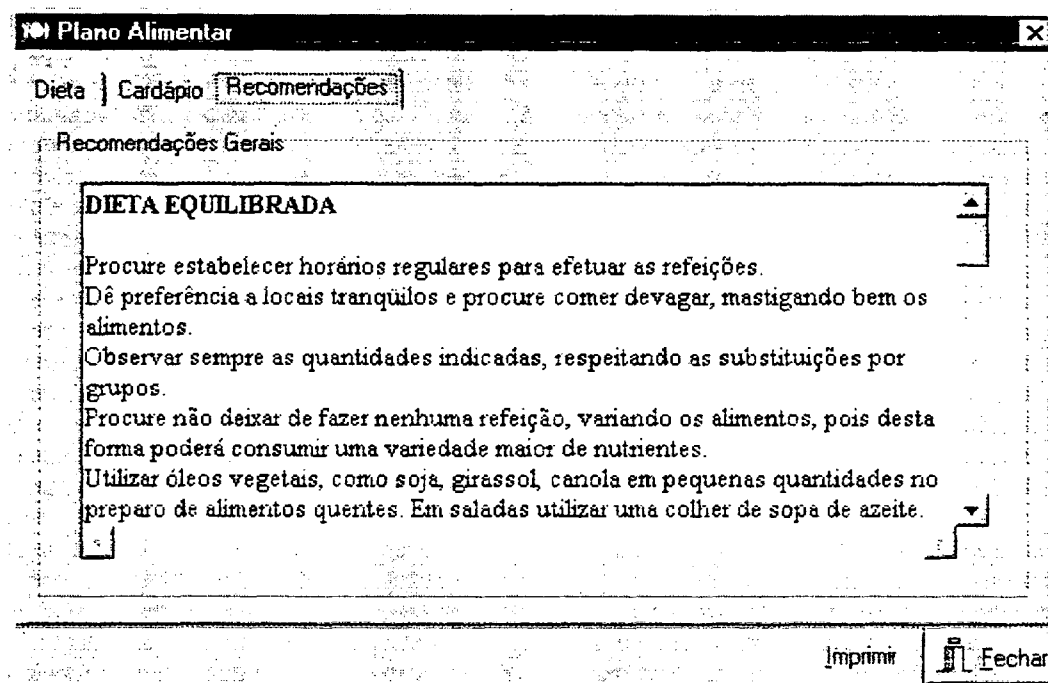 Plano Alimentar
Dieta
Cardápio
Recomendações
Recomendações Gerais
DIETA EQUILIBRADA
Procure estabelecer horários regulares para efetuar as refeições.
Dê preferência a locais tranqüilos e procure comer devagar, mastigando bem os
alimentos.
Observar sempre as quantidades indicadas, respeitando as substituições por
grupos.
Procure não deixar de fazer nenhuma refeição, variando os alimentos, pois desta
forma poderá consumir uma variedade maior de nutrientes.
Utilizar óleos vegetais, como soja, girassol, canola em pequenas quantidades no
preparo de alimentos quentes. Em saladas utilizar uma colher de sopa de azeite.
Imprimir
Fechar